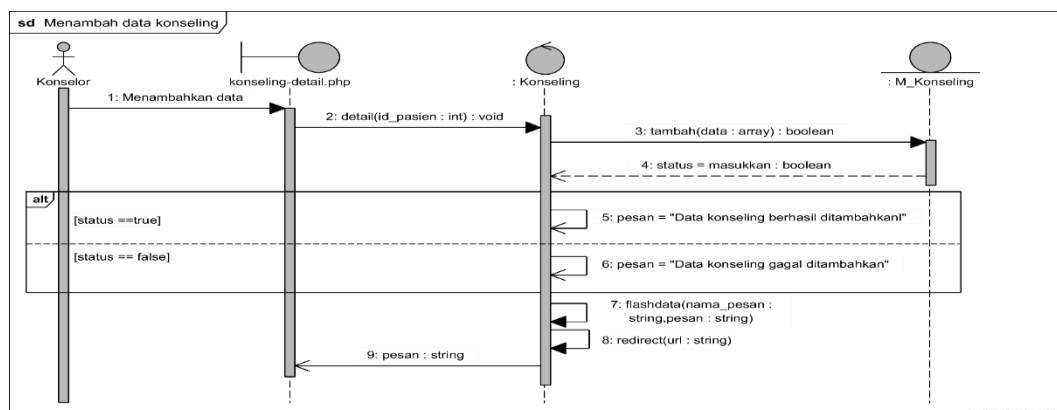 sd Menambah data konseling
Konselor
konseling-detail.php
: Konseling
: M_Konseling
1: Menambahkan data
2: detail(id_pasien : int) : void
3: tambah(data : array) : boolean
4: status = masukkan : boolean
alt
[status ==true]
5: pesan = "Data konseling berhasil ditambahkanl"
[status == false]
6: pesan = "Data konseling gagal ditambahkan"
7: flashdata(nama_pesan :
string,pesan : string)
8: redirect(url : string)
9: pesan : string